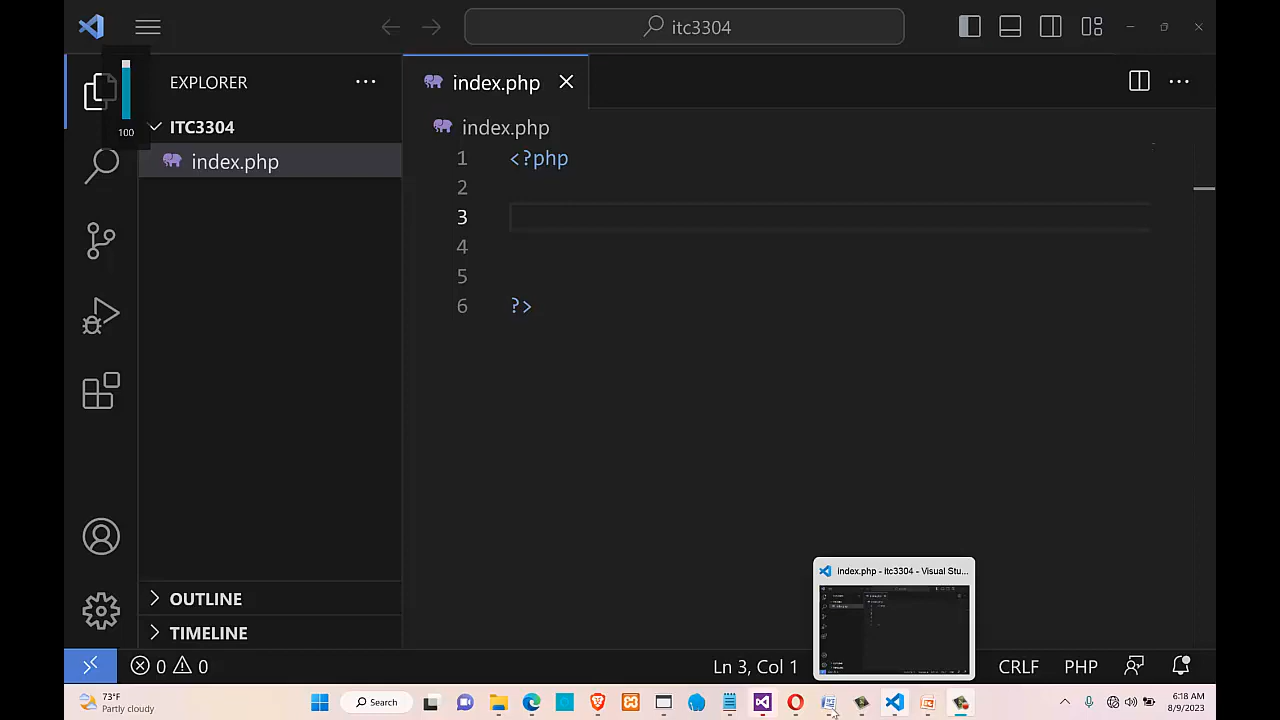 itc3304
100
EXPLORER
ITC3304
index.php
index.php
index.php
1 <?php
2
3
4
5
6 ?>
OUTLINE
TIMELINE
index.php - itc3304 - Visual Stu...
0 0
Ln 3, Col 1
CRLF
PHP
73°F
Partly cloudy
Search
6:18 AM
8/9/2023